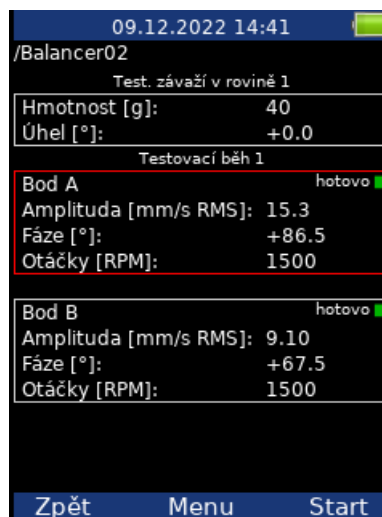 09.12.2022 14:41
/Balancer02
Test. závaží v rovině 1
Hmotnost [g]: 40
Úhel [°]: +0.0
Testovací běh 1
Bod A hotovo
Amplituda [mm/s RMS]: 15.3
Fáze [°]: +86.5
Otáčky [RPM]: 1500
Bod B hotovo
Amplituda [mm/s RMS]: 9.10
Fáze [°]: +67.5
Otáčky [RPM]: 1500
Zpět Menu Start